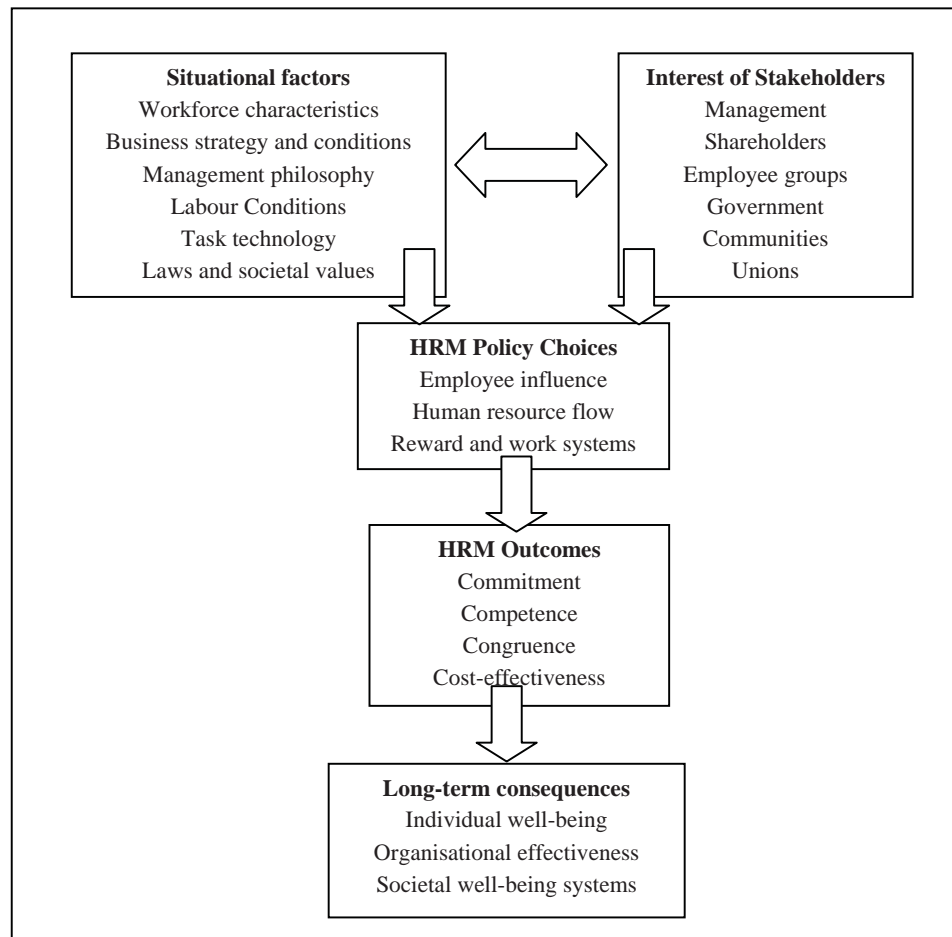 Situational factors
Workforce characteristics
Business strategy and conditions
Management philosophy
Labour Conditions
Task technology
Laws and societal values
Interest of Stakeholders
Management
Shareholders
Employee groups
Government
Communities
Unions
HRM Policy Choices
Employee influence
Human resource flow
Reward and work systems
HRM Outcomes
Commitment
Competence
Congruence
Cost-effectiveness
Long-term consequences
Individual well-being
Organisational effectiveness
Societal well-being systems